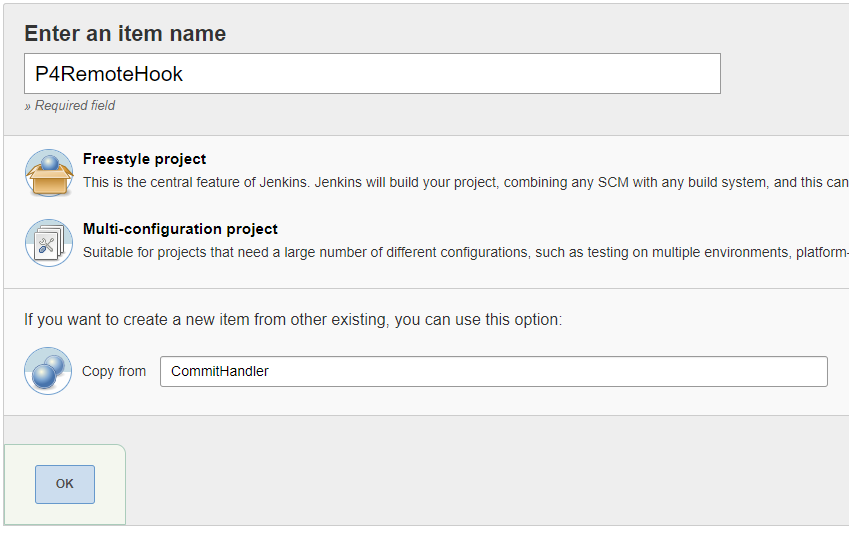 Enter an item name
P4RemoteHook
» Required field
Freestyle project
This is the central feature of Jenkins. Jenkins will build your project, combining any SCM with any build system, and this can
Multi-configuration project
Suitable for projects that need a large number of different configurations, such as testing on multiple environments, platform-
If you want to create a new item from other existing, you can use this option:
Copy from CommitHandler
OK